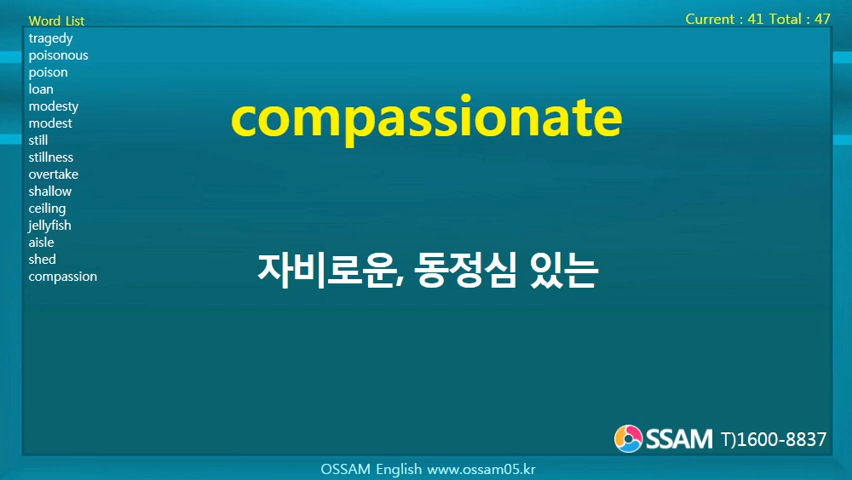 Word List
Current : 41 Total : 47
tragedy
poisonous
poison
loan
modesty
modest
still
stillness
overtake
shallow
ceiling
jellyfish
aisle
shed
compassion
compassionate
자비로운, 동정심 있는
OSSAM T)1600-8837
OSSAM English www.ossam05.kr